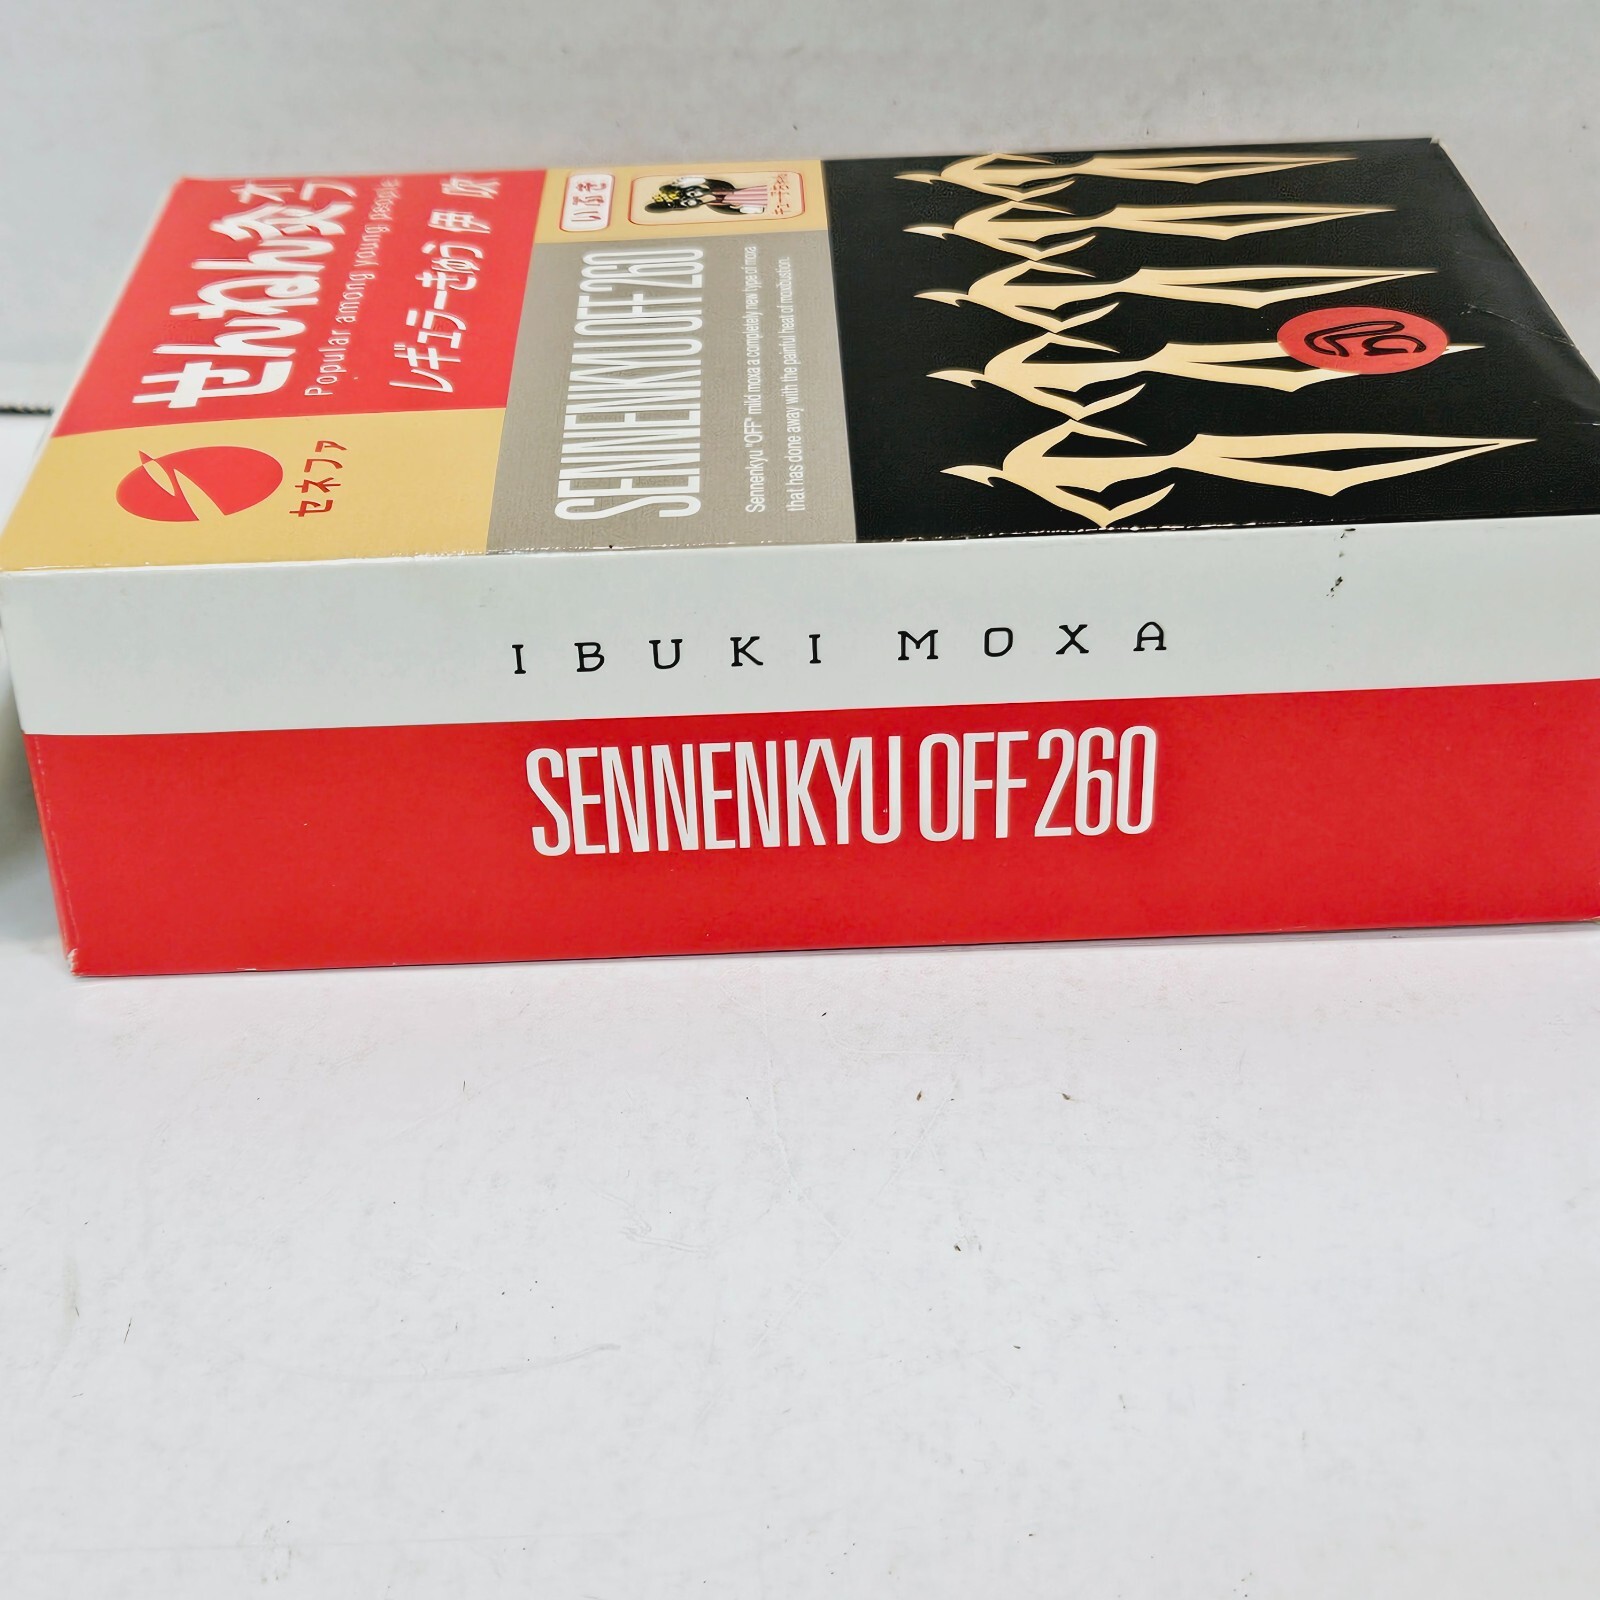 せんねん灸オフ
Popular among young people
レギュラーきゅう 伊吹
セネファ
いぶき
SENNENKYU OFF 260
Sennenkyu "OFF" mild moxa a completely new type of moxa
that has done away with the painful heat of moxibustion.
IBUKI MOXA
SENNENKYU OFF 260